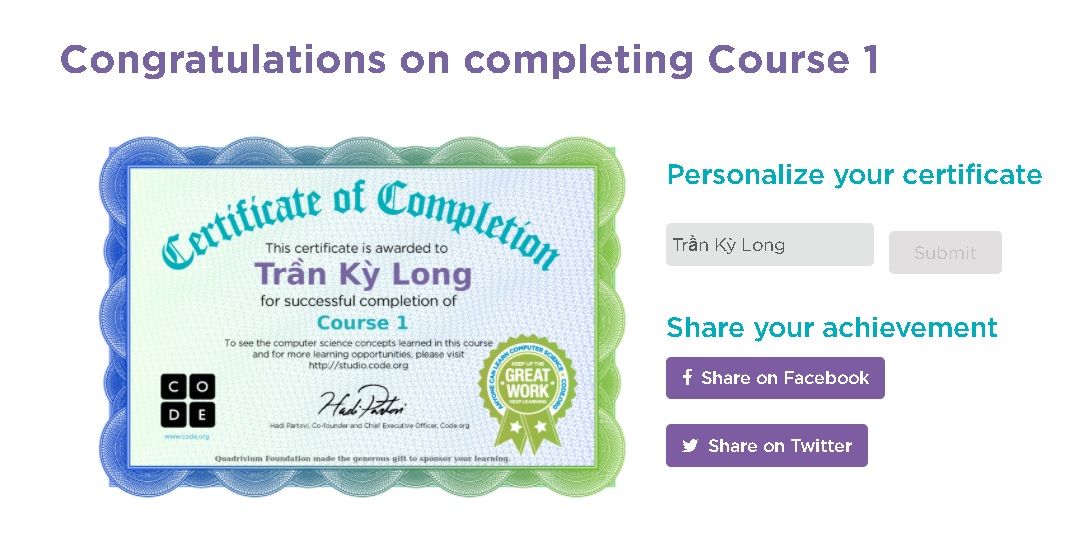 Congratulations on completing Course 1
Certificate of Completion
This certificate is awarded to
Trần Kỳ Long
for successful completion of
Course 1
To see the computer science concepts learned in this course
and for more learning opportunities, please visit
http://studio.code.org
C O
D E
www.code.org
Hadi Partovi
Hadi Partovi, Co-founder and Chief Executive Officer, Code.org
ANYONE CAN LEARN COMPUTER SCIENCE • CODE.ORG
KEEP UP THE
GREAT
WORK
KEEP LEARNING
Quadrivium Foundation made the generous gift to sponsor your learning.
Personalize your certificate
Trần Kỳ Long
Submit
Share your achievement
f Share on Facebook
Share on Twitter